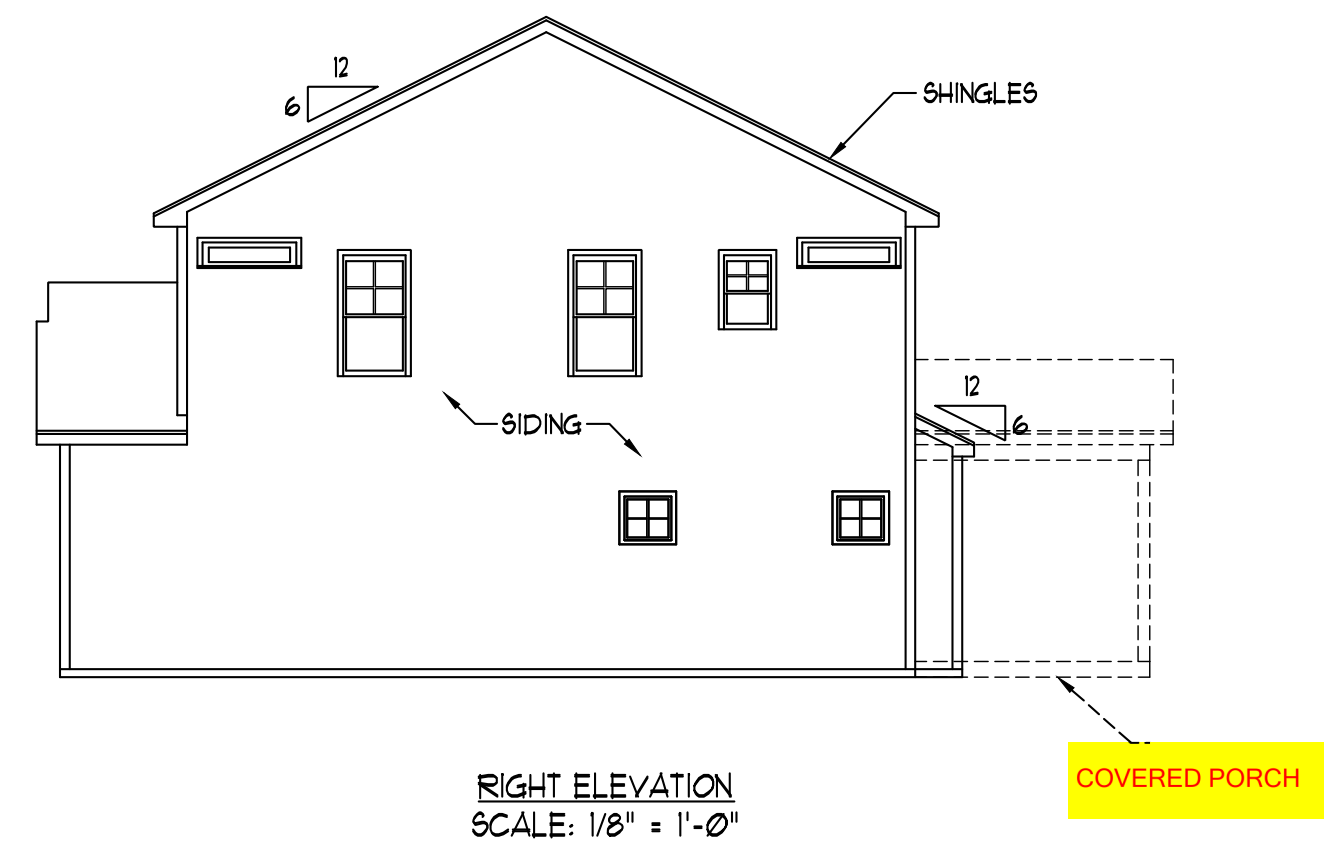 12
6
SHINGLES
12
6
SIDING
COVERED PORCH
RIGHT ELEVATION
SCALE: 1/8" = 1'-0"